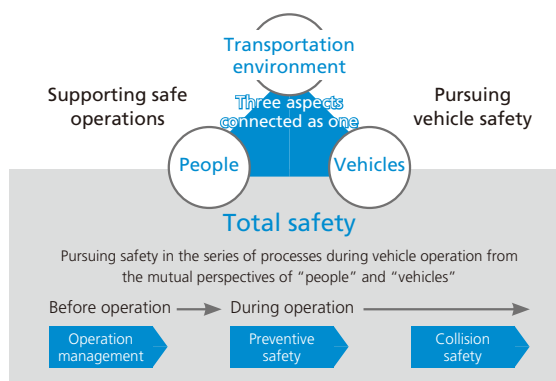 Transportation
environment
Supporting safe
operations
Three aspects
connected as one
Pursuing
vehicle safety
People
Vehicles
Total safety
Pursuing safety in the series of processes during vehicle operation from
the mutual perspectives of “people” and “vehicles”
Before operation
During operation
Operation
management
Preventive
safety
Collision
safety